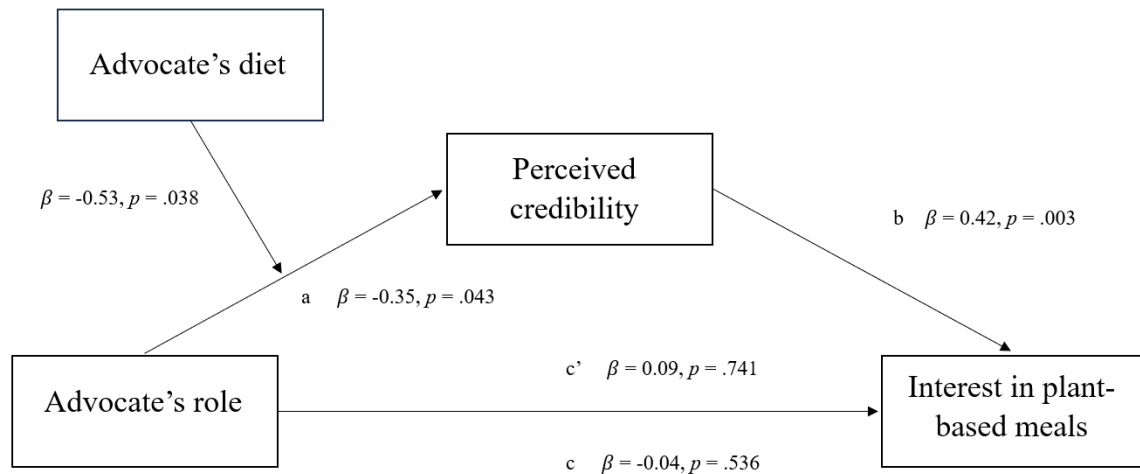 Advocate’s diet
β = -0.53, p = .038
Perceived
credibility
b β = 0.42, p = .003
a β = -0.35, p = .043
Advocate’s role
c’ β = 0.09, p = .741
Interest in plant-
based meals
c β = -0.04, p = .536